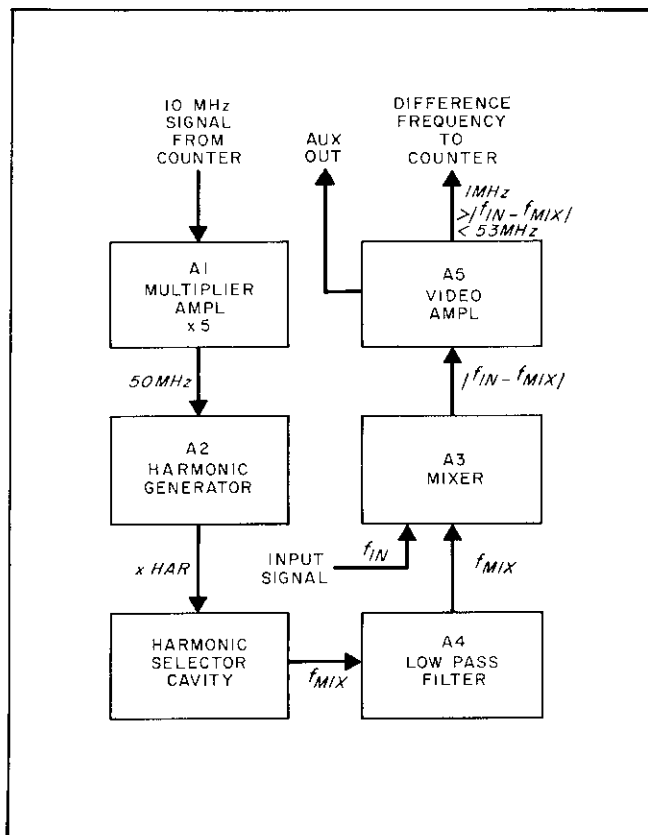 10 MHz
SIGNAL
FROM
COUNTER
A1
MULTIPLIER
AMPL
x 5
50MHz
A2
HARMONIC
GENERATOR
x HAR
HARMONIC
SELECTOR
CAVITY
fMIX
A4
LOW PASS
FILTER
fMIX
INPUT
SIGNAL
fIN
A3
MIXER
|fIN - fMIX|
A5
VIDEO
AMPL
AUX
OUT
1MHz
>|fIN - fMIX|
< 53MHz
DIFFERENCE
FREQUENCY
TO
COUNTER